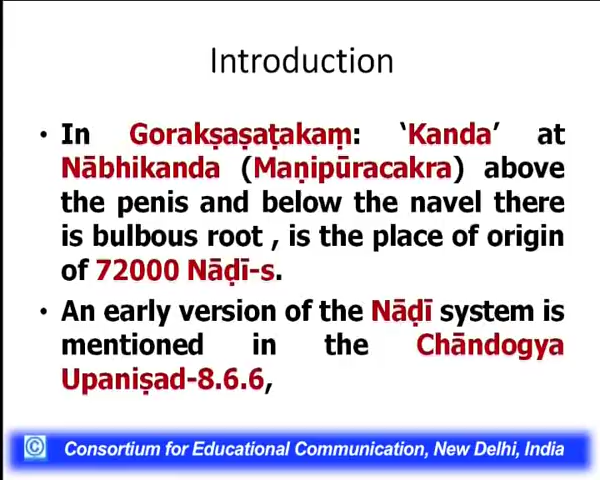 Introduction
• In Gorakṣaṣaṭakaṃ: ‘Kanda’ at
Nābhikanda (Maṇipūracakra) above
the penis and below the navel there
is bulbous root , is the place of origin
of 72000 Nāḍī-s.
• An early version of the Nāḍī system is
mentioned in the Chāndogya
Upaniṣad-8.6.6,
© Consortium for Educational Communication, New Delhi, India